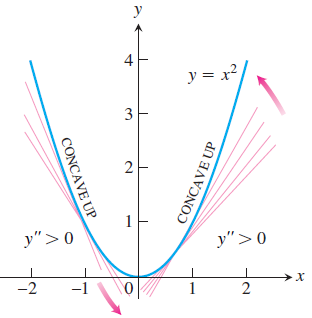 y
4
y = x²
3
CONCAVE UP
CONCAVE UP
2
1
y″ > 0
y″ > 0
x
−2
−1
0
1
2